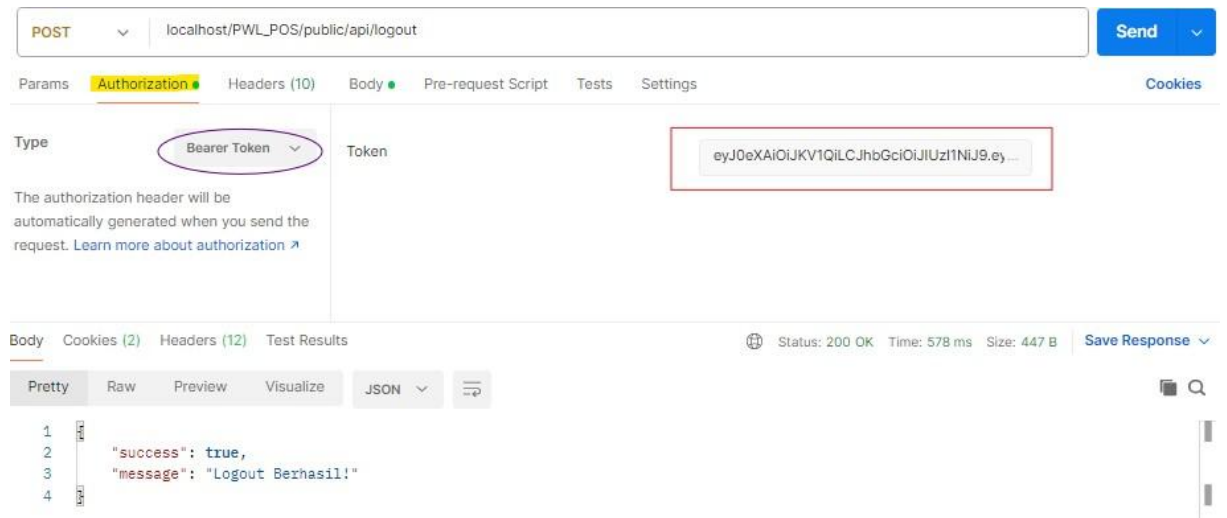 POST localhost/PWL_POS/public/api/logout Send
Params Authorization Headers (10) Body Pre-request Script Tests Settings Cookies
Type Bearer Token Token eyJ0eXAiOiJKV1QiLCJhbGciOiJIUzI1NiJ9.ey...
The authorization header will be
automatically generated when you send the
request. Learn more about authorization ↗
Body Cookies (2) Headers (12) Test Results Status: 200 OK Time: 578 ms Size: 447 B Save Response
Pretty Raw Preview Visualize JSON
1 {
2 "success": true,
3 "message": "Logout Berhasil!"
4 }